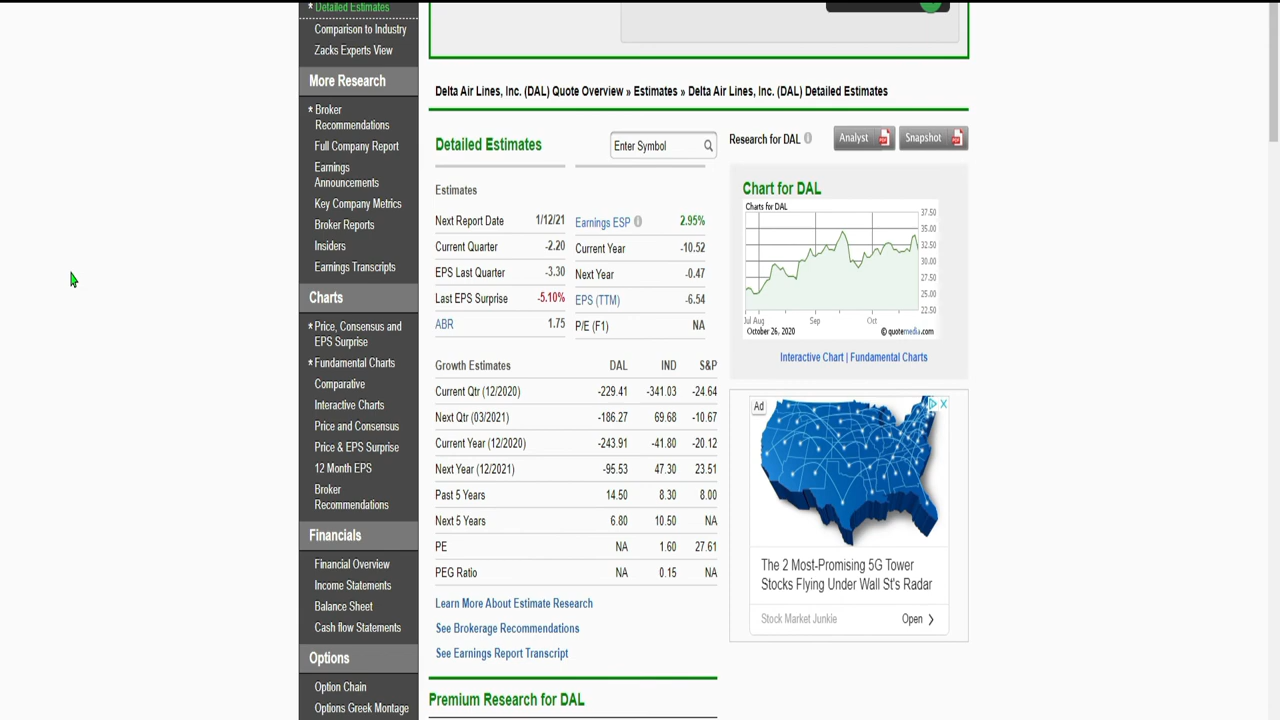 * Detailed Estimates
Comparison to Industry
Zacks Experts View
More Research
* Broker
Recommendations
Full Company Report
Earnings
Announcements
Key Company Metrics
Broker Reports
Insiders
Earnings Transcripts
Charts
* Price, Consensus and
EPS Surprise
* Fundamental Charts
Comparative
Interactive Charts
Price and Consensus
Price & EPS Surprise
12 Month EPS
Broker
Recommendations
Financials
Financial Overview
Income Statements
Balance Sheet
Cash flow Statements
Options
Option Chain
Options Greek Montage
Delta Air Lines, Inc. (DAL) Quote Overview » Estimates » Delta Air Lines, Inc. (DAL) Detailed Estimates
Detailed Estimates
Enter Symbol
Estimates
Next Report Date 1/12/21
Current Quarter -2.20
EPS Last Quarter -3.30
Last EPS Surprise -5.10%
ABR 1.75
Earnings ESP 2.95%
Current Year -10.52
Next Year -0.47
EPS (TTM) -6.54
P/E (F1) NA
Growth Estimates DAL IND S&P
Current Qtr (12/2020) -229.41 -341.03 -24.64
Next Qtr (03/2021) -186.27 69.68 -10.67
Current Year (12/2020) -243.91 -41.80 -20.12
Next Year (12/2021) -95.53 47.30 23.51
Past 5 Years 14.50 8.30 8.00
Next 5 Years 6.80 10.50 NA
PE NA 1.60 27.61
PEG Ratio NA 0.15 NA
Learn More About Estimate Research
See Brokerage Recommendations
See Earnings Report Transcript
Premium Research for DAL
Research for DAL
Analyst
Snapshot
Chart for DAL
Charts for DAL
37.50
35.00
32.50
30.00
27.50
25.00
22.50
Jul Aug Sep Oct
October 26, 2020 © quotemedia.com
Interactive Chart | Fundamental Charts
Ad
The 2 Most-Promising 5G Tower
Stocks Flying Under Wall St's Radar
Stock Market Junkie
Open